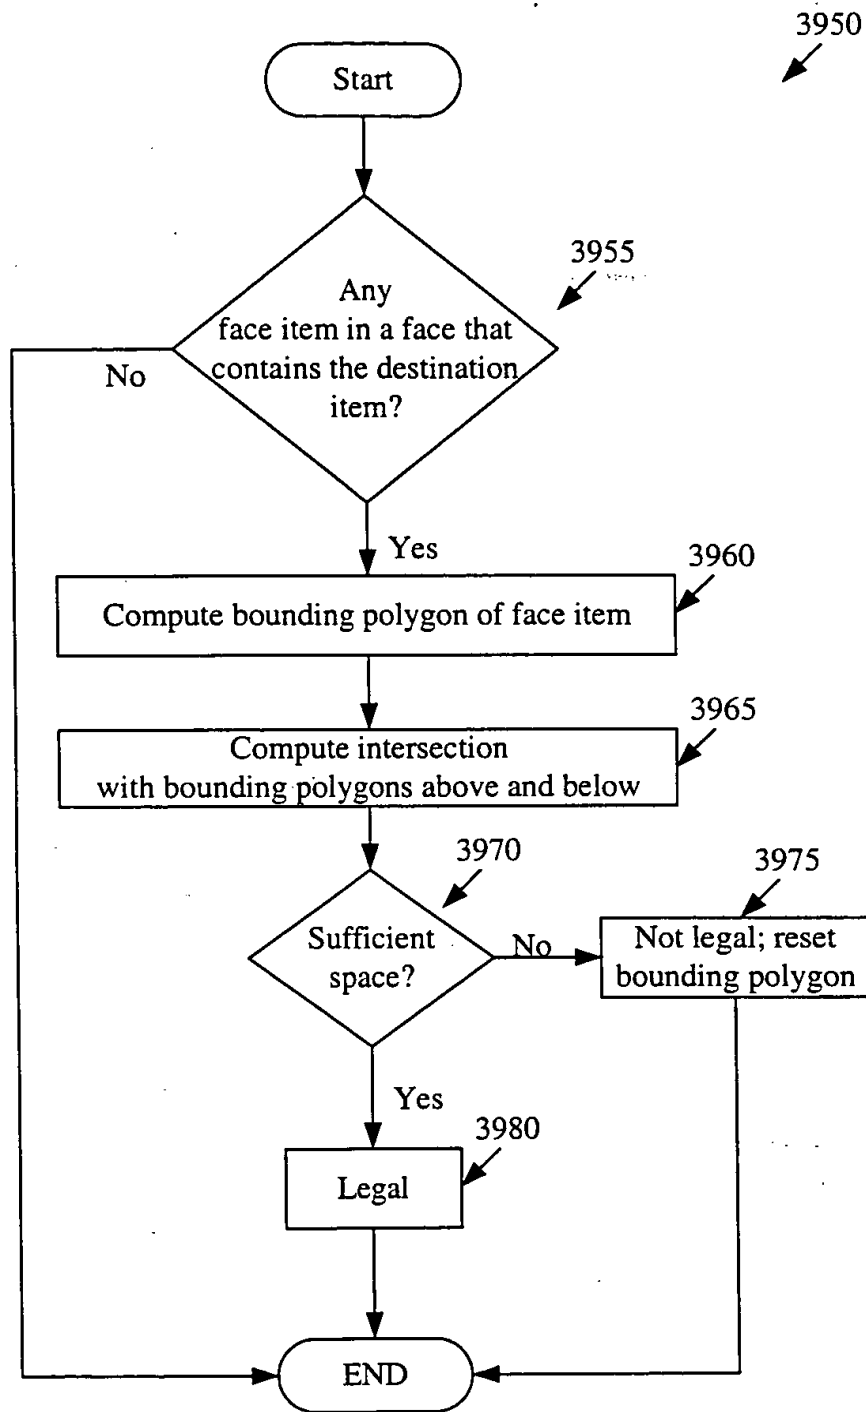 3950
Start
3955
Any
face item in a face that
contains the destination
item?
No
Yes
3960
Compute bounding polygon of face item
3965
Compute intersection
with bounding polygons above and below
3970
3975
Sufficient
space?
No
Not legal; reset
bounding polygon
Yes
3980
Legal
END